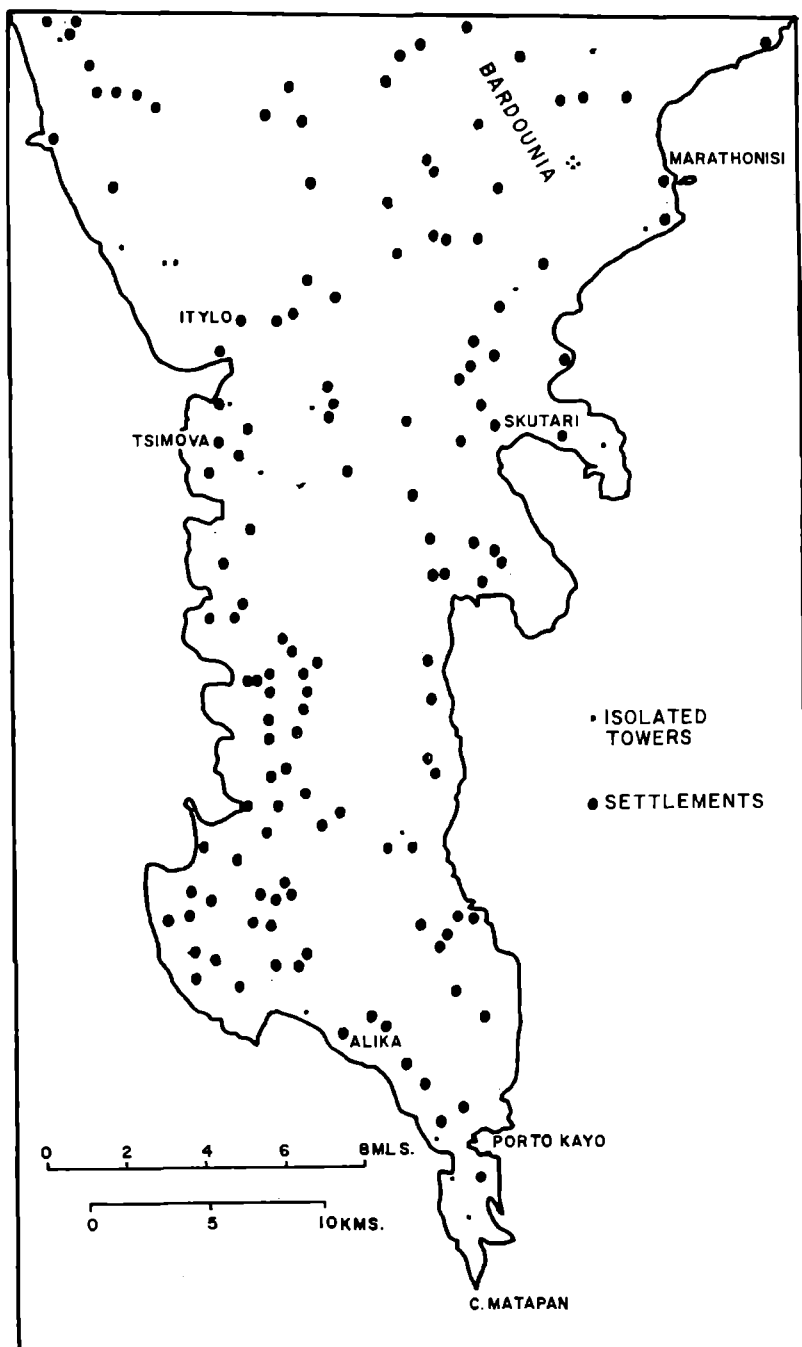 BARDOUNIA
MARATHONISI
ITYLO
TSIMOVA
SKUTARI
ISOLATED
TOWERS
SETTLEMENTS
ALIKA
PORTO KAYO
0 2 4 6 8 MLS.
0 5 10 KMS.
C. MATAPAN